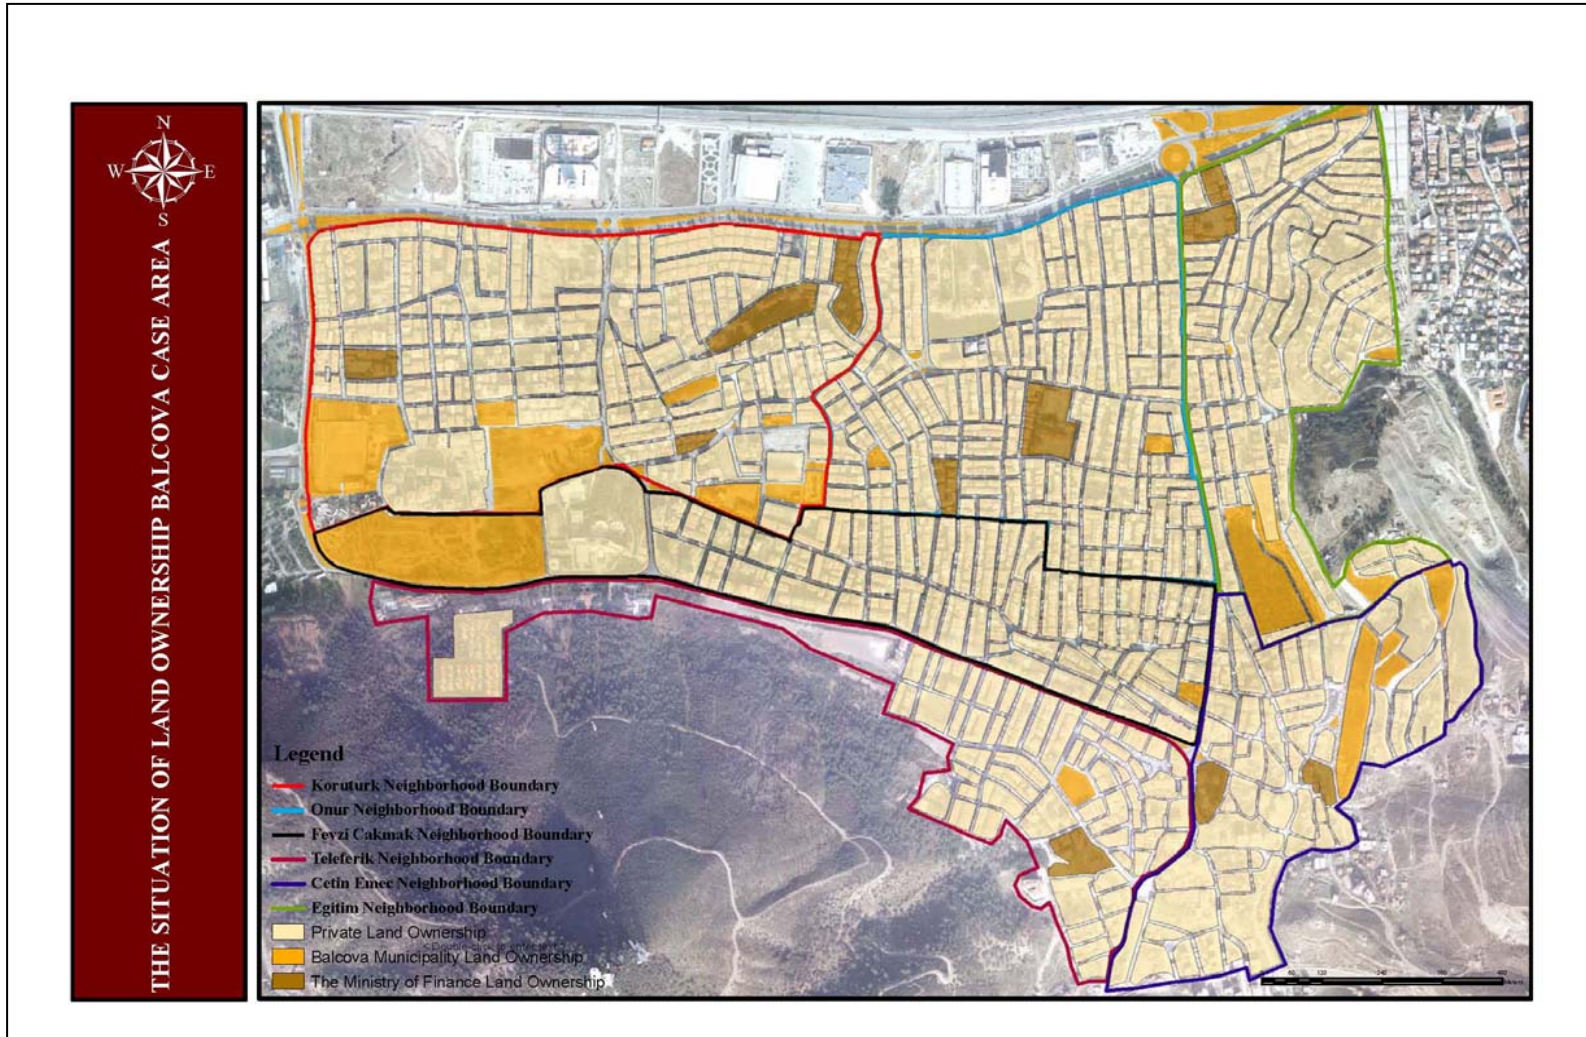 N
W E
S
THE SITUATION OF LAND OWNERSHIP BALCOVA CASE AREA
Legend
Koruturk Neighborhood Boundary
Onur Neighborhood Boundary
Fevzi Cakmak Neighborhood Boundary
Teleferik Neighborhood Boundary
Cetin Emec Neighborhood Boundary
Egitim Neighborhood Boundary
Private Land Ownership
Balcova Municipality Land Ownership
The Ministry of Finance Land Ownership